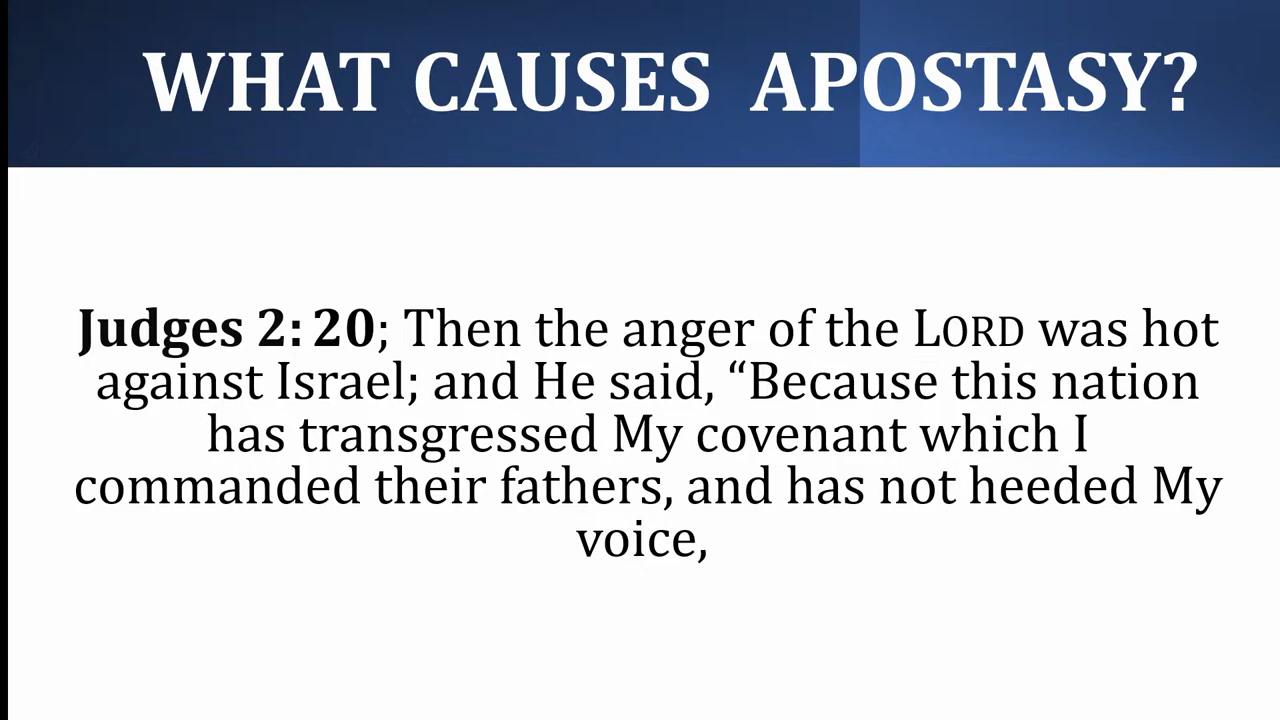 WHAT CAUSES  APOSTASY?
Judges 2: 20; Then the anger of the LORD was hot
against Israel; and He said, “Because this nation
has transgressed My covenant which I
commanded their fathers, and has not heeded My
voice,